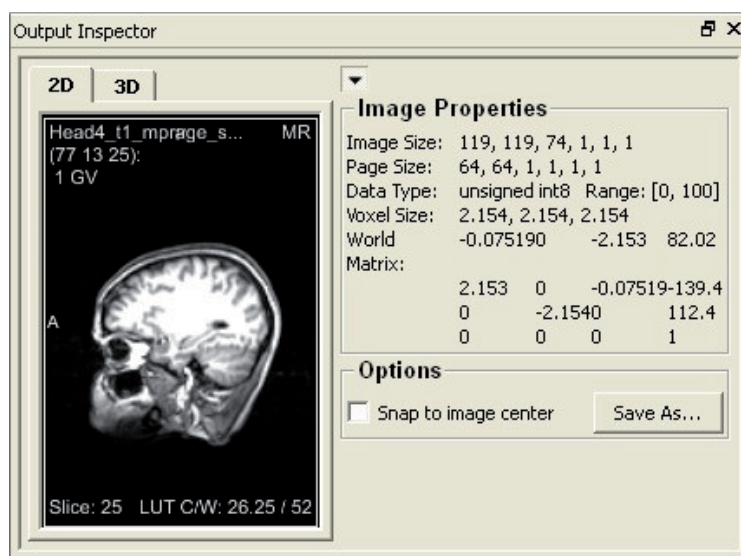 Output Inspector
2D
3D
Head4_t1_mprage_s... MR
(77 13 25):
1 GV
A
Slice: 25 LUT C/W: 26.25 / 52
Image Properties
Image Size: 119, 119, 74, 1, 1, 1
Page Size: 64, 64, 1, 1, 1, 1
Data Type: unsigned int8 Range: [0, 100]
Voxel Size: 2.154, 2.154, 2.154
World -0.075190 -2.153 82.02
Matrix:
2.153 0 -0.07519-139.4
0 -2.1540 112.4
0 0 0 1
Options
Snap to image center
Save As...